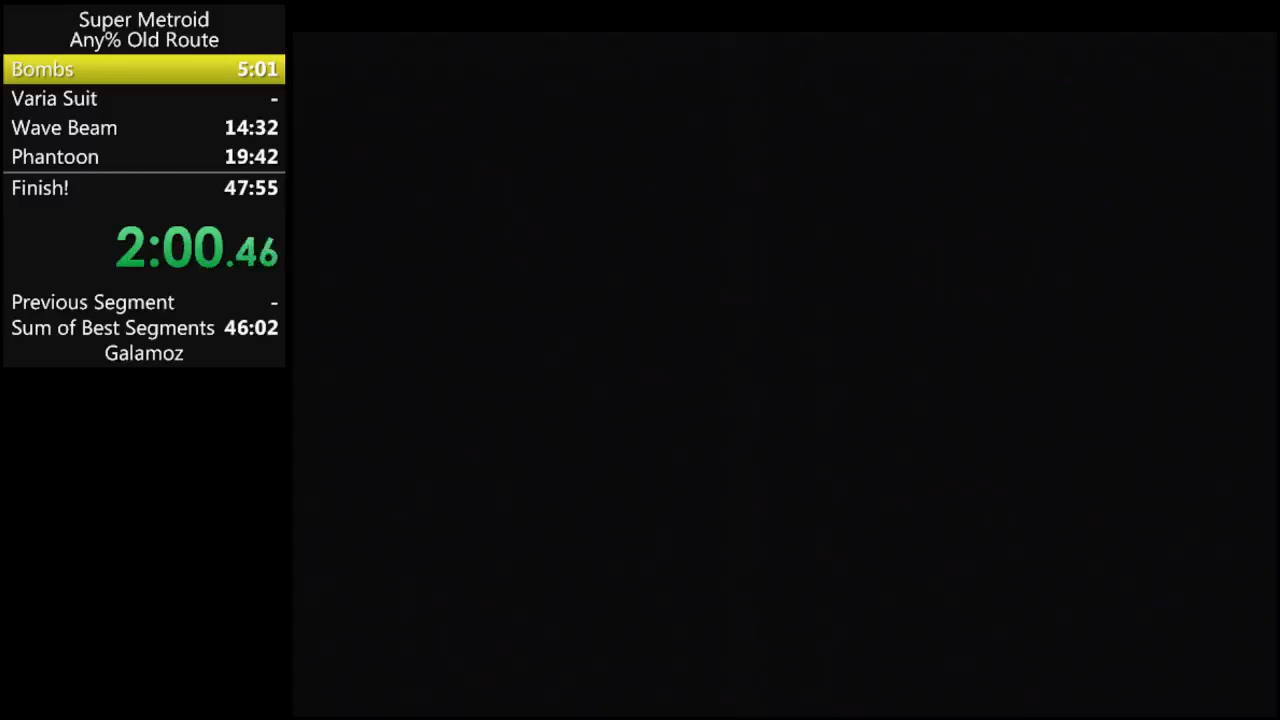 Super Metroid
Any% Old Route
Bombs 5:01
Varia Suit -
Wave Beam 14:32
Phantoon 19:42
Finish! 47:55
2:00.46
Previous Segment -
Sum of Best Segments 46:02
Galamoz